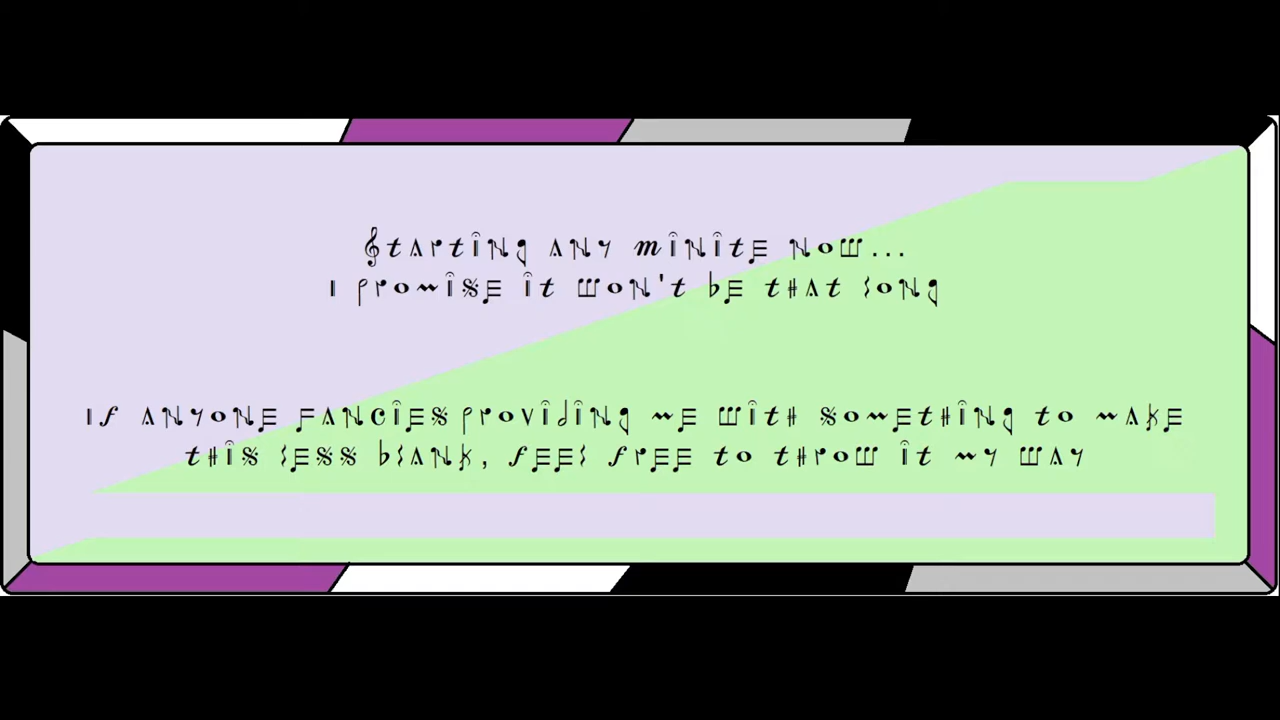 Starting any minite now...
I promise it won't be that song
If anyone fancies providing me with something to make
this less blank, feel free to throw it my way